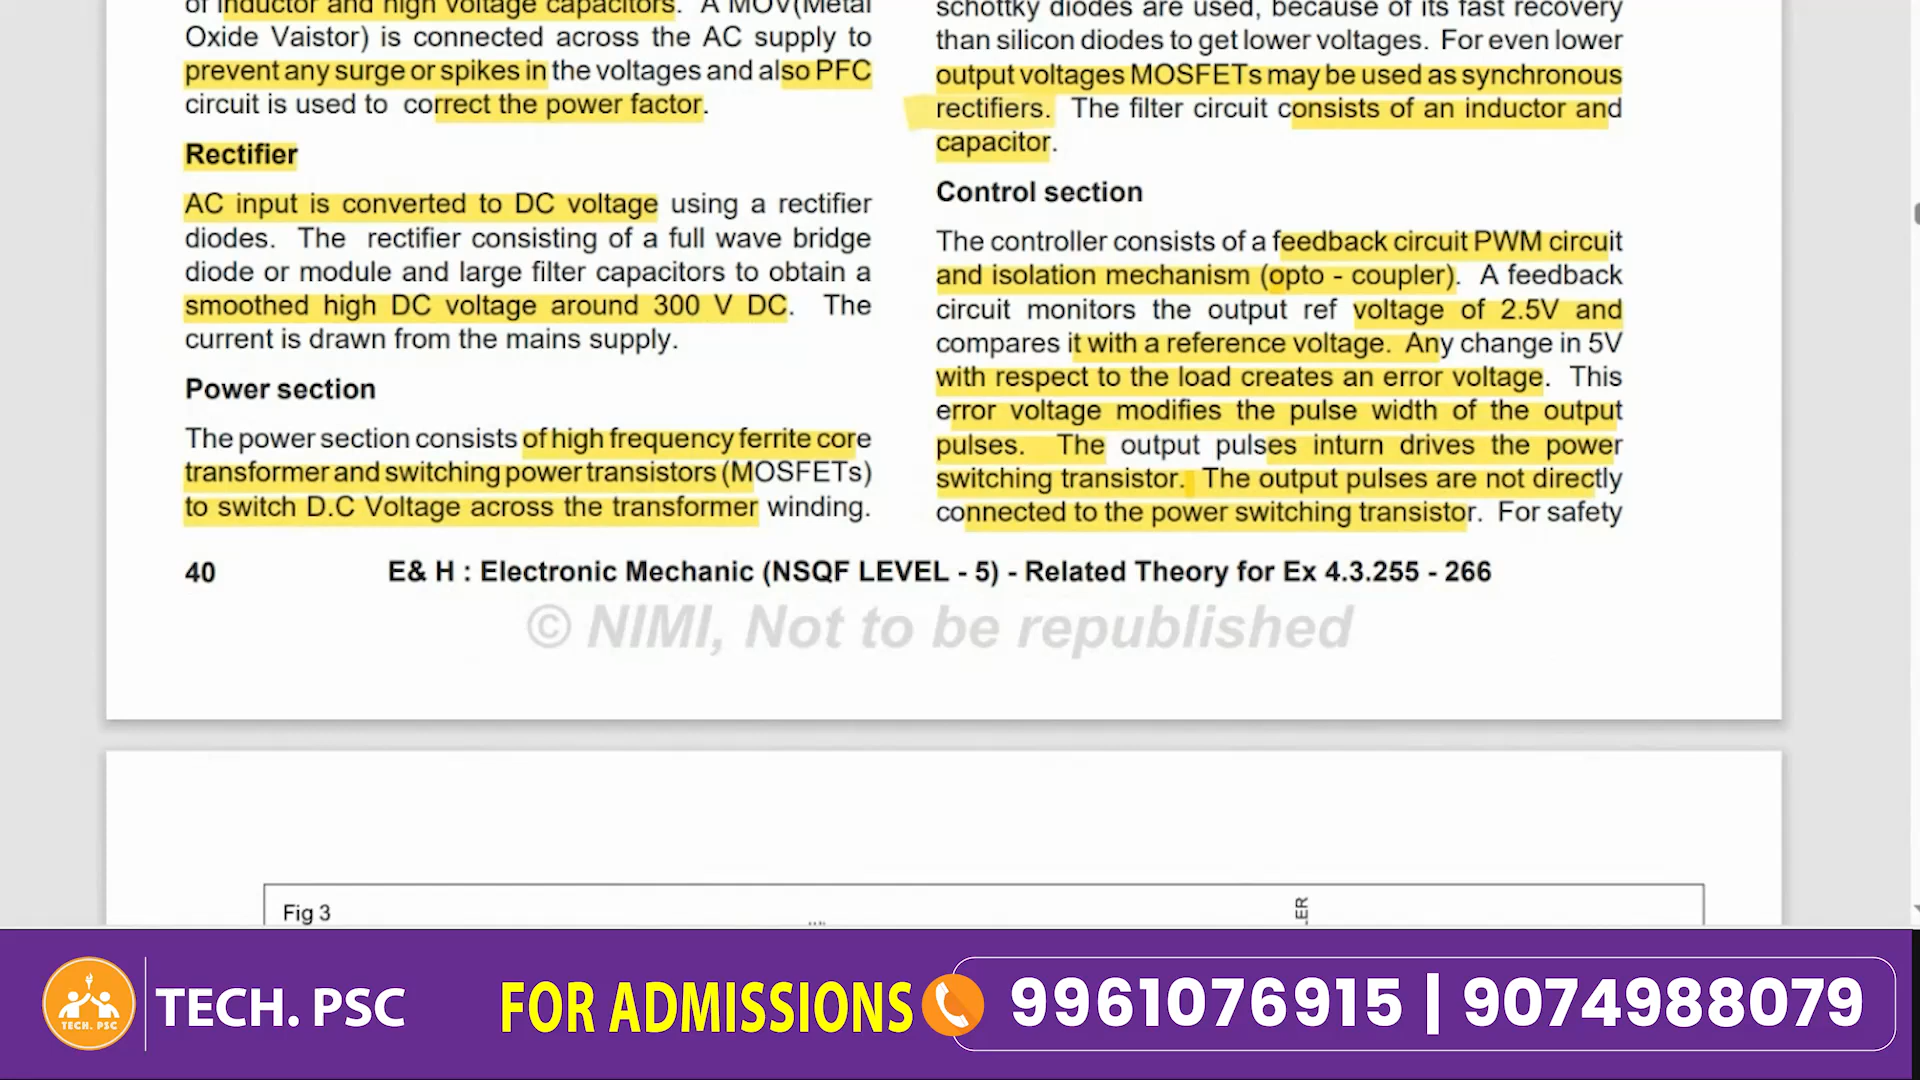 of inductor and high voltage capacitors. A MOV(Metal
Oxide Vaistor) is connected across the AC supply to
prevent any surge or spikes in the voltages and also PFC
circuit is used to correct the power factor.
Rectifier
AC input is converted to DC voltage using a rectifier
diodes. The rectifier consisting of a full wave bridge
diode or module and large filter capacitors to obtain a
smoothed high DC voltage around 300 V DC. The
current is drawn from the mains supply.
Power section
The power section consists of high frequency ferrite core
transformer and switching power transistors (MOSFETs)
to switch D.C Voltage across the transformer winding.
schottky diodes are used, because of its fast recovery
than silicon diodes to get lower voltages. For even lower
output voltages MOSFETs may be used as synchronous
rectifiers. The filter circuit consists of an inductor and
capacitor.
Control section
The controller consists of a feedback circuit PWM circuit
and isolation mechanism (opto - coupler). A feedback
circuit monitors the output ref voltage of 2.5V and
compares it with a reference voltage. Any change in 5V
with respect to the load creates an error voltage. This
error voltage modifies the pulse width of the output
pulses. The output pulses inturn drives the power
switching transistor. The output pulses are not directly
connected to the power switching transistor. For safety
40 E& H : Electronic Mechanic (NSQF LEVEL - 5) - Related Theory for Ex 4.3.255 - 266
© NIMI, Not to be republished
Fig 3
TECH. PSC
TECH. PSC
FOR ADMISSIONS
9961076915 | 9074988079